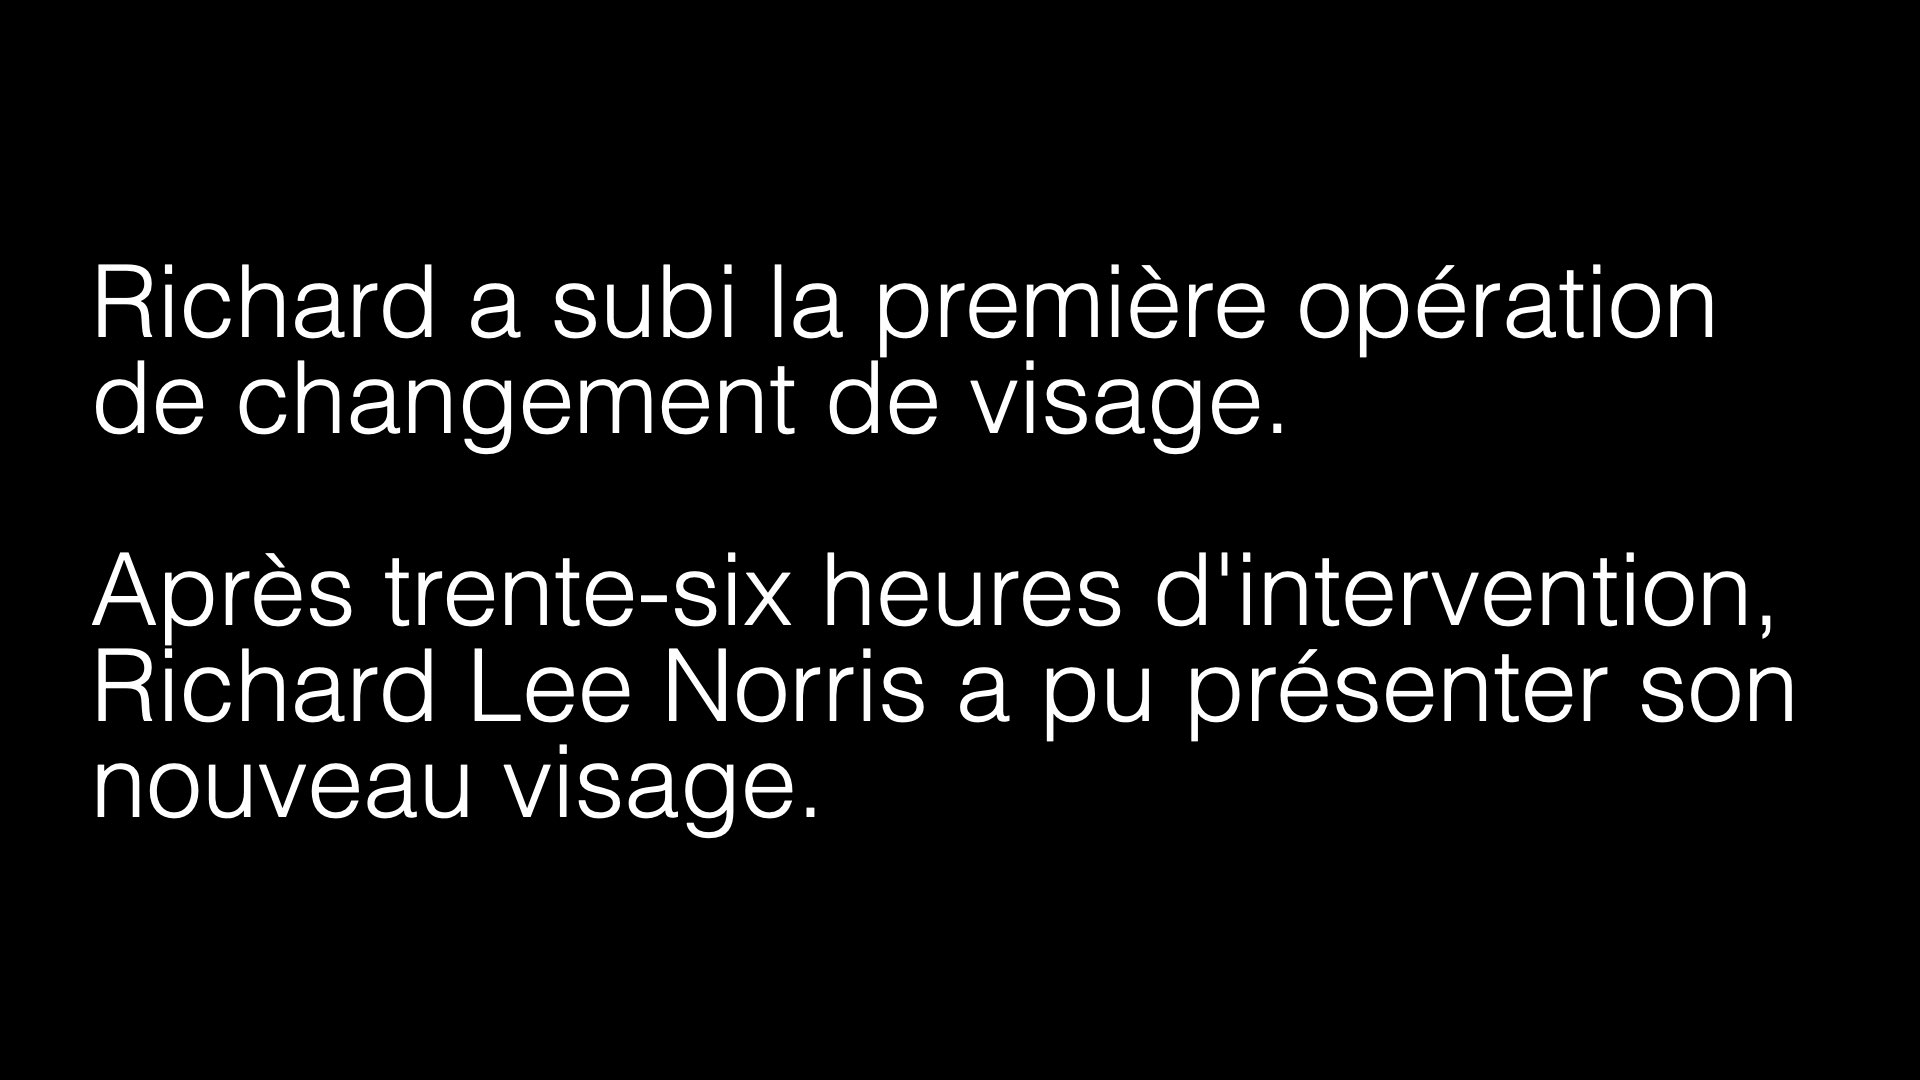 Richard a subi la première opération
de changement de visage.
Après trente-six heures d'intervention,
Richard Lee Norris a pu présenter son
nouveau visage.